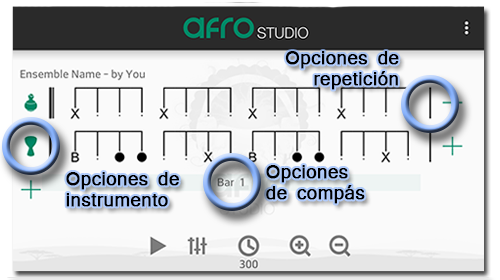 AFRO STUDIO
Opciones de
repetición
Ensemble Name - by You
X X X X
B X B X
Opciones de
instrumento
Bar 1
Opciones
de compás
300